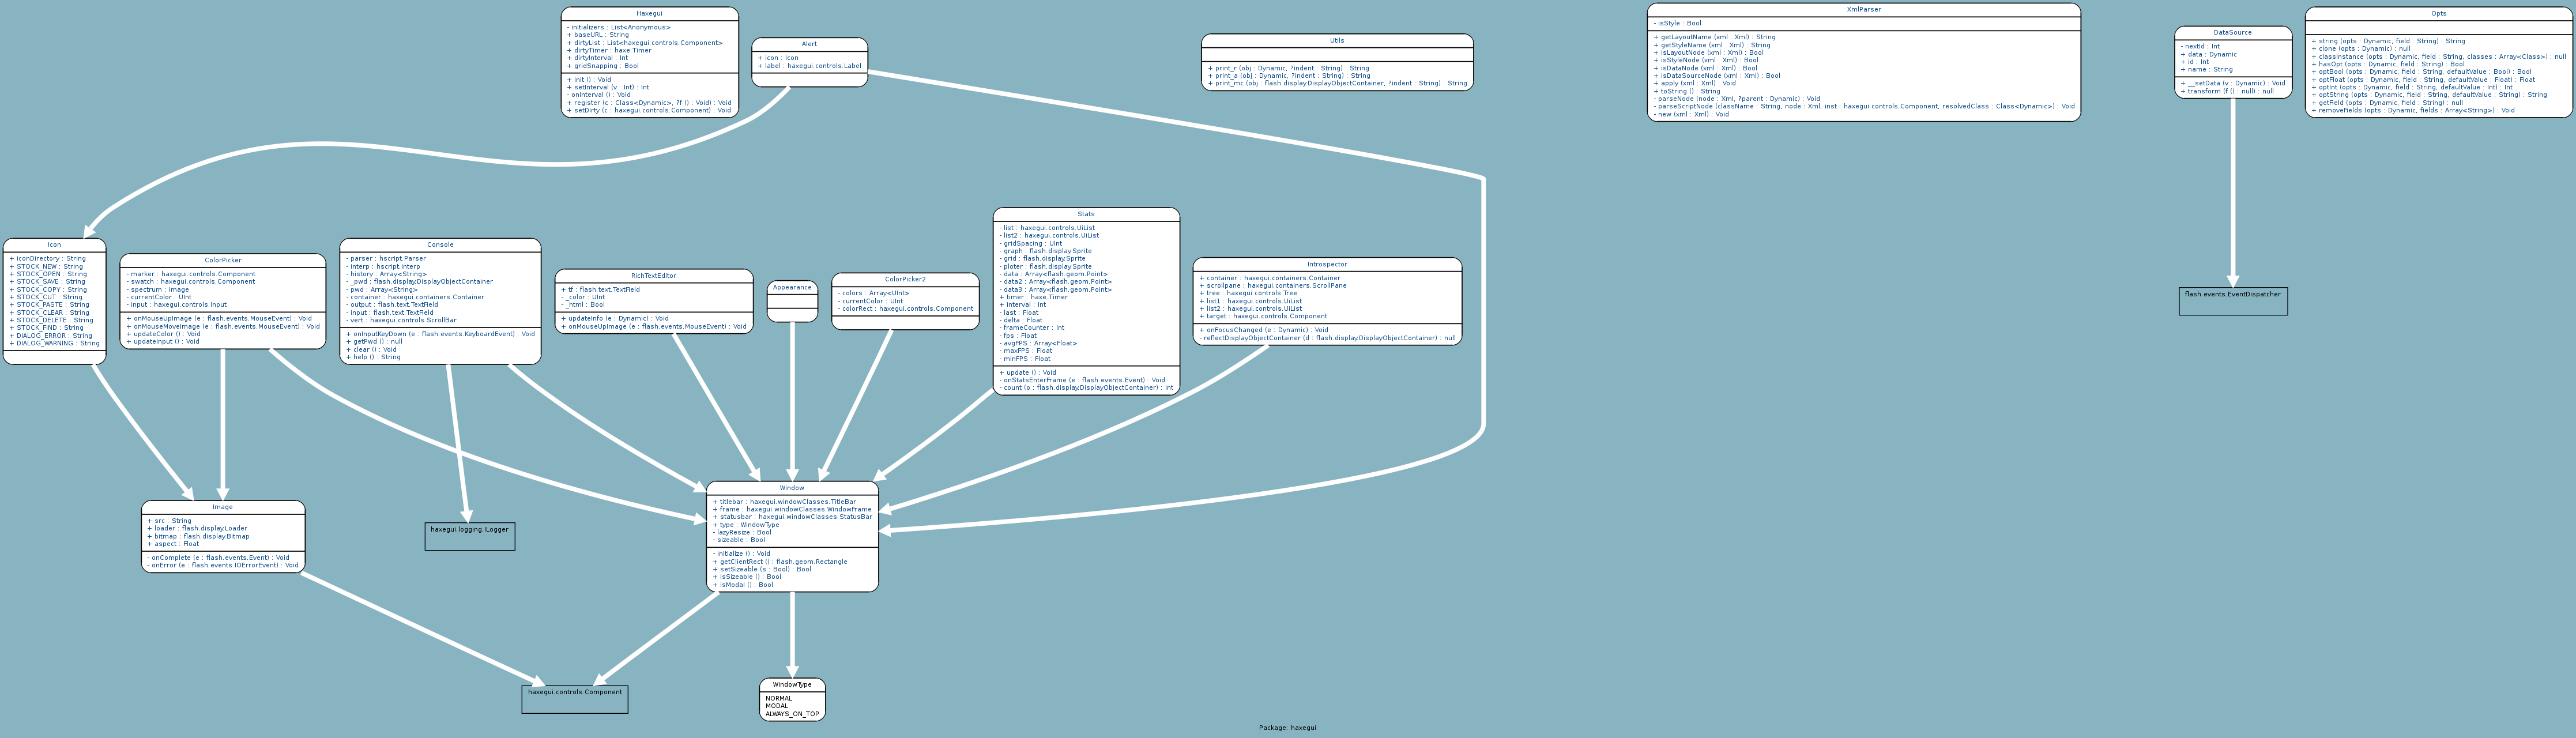 Haxegui
- initializers : List<Anonymous>
+ baseURL : String
+ dirtyList : List<haxegui.controls.Component>
+ dirtyTimer : haxe.Timer
+ dirtyInterval : Int
+ gridSnapping : Bool
+ init () : Void
+ setInterval (v : Int) : Int
- onInterval () : Void
+ register (c : Class<Dynamic>, ?f () : Void) : Void
+ setDirty (c : haxegui.controls.Component) : Void
Alert
+ icon : Icon
+ label : haxegui.controls.Label
Utils
+ print_r (obj : Dynamic, ?indent : String) : String
+ print_a (obj : Dynamic, ?indent : String) : String
+ print_mc (obj : flash.display.DisplayObjectContainer, ?indent : String) : String
XmlParser
- isStyle : Bool
+ getLayoutName (xml : Xml) : String
+ getStyleName (xml : Xml) : String
+ isLayoutNode (xml : Xml) : Bool
+ isStyleNode (xml : Xml) : Bool
+ isDataNode (xml : Xml) : Bool
+ isDataSourceNode (xml : Xml) : Bool
+ apply (xml : Xml) : Void
+ toString () : String
- parseNode (node : Xml, ?parent : Dynamic) : Void
- parseScriptNode (className : String, node : Xml, inst : haxegui.controls.Component, resolvedClass : Class<Dynamic>) : Void
- new (xml : Xml) : Void
DataSource
- nextId : Int
+ data : Dynamic
+ id : Int
+ name : String
+ __setData (v : Dynamic) : Void
+ transform (f () : null) : null
Opts
+ string (opts : Dynamic, field : String) : String
+ clone (opts : Dynamic) : null
+ classInstance (opts : Dynamic, field : String, classes : Array<Class>) : null
+ hasOpt (opts : Dynamic, field : String) : Bool
+ optBool (opts : Dynamic, field : String, defaultValue : Bool) : Bool
+ optFloat (opts : Dynamic, field : String, defaultValue : Float) : Float
+ optInt (opts : Dynamic, field : String, defaultValue : Int) : Int
+ optString (opts : Dynamic, field : String, defaultValue : String) : String
+ getField (opts : Dynamic, field : String) : null
+ removeFields (opts : Dynamic, fields : Array<String>) : Void
Icon
+ iconDirectory : String
+ STOCK_NEW : String
+ STOCK_OPEN : String
+ STOCK_SAVE : String
+ STOCK_COPY : String
+ STOCK_CUT : String
+ STOCK_PASTE : String
+ STOCK_CLEAR : String
+ STOCK_DELETE : String
+ STOCK_FIND : String
+ DIALOG_ERROR : String
+ DIALOG_WARNING : String
ColorPicker
- marker : haxegui.controls.Component
- swatch : haxegui.controls.Component
- spectrum : Image
- currentColor : UInt
- input : haxegui.controls.Input
+ onMouseUpImage (e : flash.events.MouseEvent) : Void
+ onMouseMoveImage (e : flash.events.MouseEvent) : Void
+ updateColor () : Void
+ updateInput () : Void
Console
- parser : hscript.Parser
- interp : hscript.Interp
- history : Array<String>
- _pwd : flash.display.DisplayObjectContainer
- pwd : Array<String>
- container : haxegui.containers.Container
- output : flash.text.TextField
- input : flash.text.TextField
- vert : haxegui.controls.ScrollBar
+ onInputKeyDown (e : flash.events.KeyboardEvent) : Void
+ getPwd () : null
+ clear () : Void
+ help () : String
RichTextEditor
+ tf : flash.text.TextField
- _color : UInt
- _html : Bool
+ updateInfo (e : Dynamic) : Void
+ onMouseUpImage (e : flash.events.MouseEvent) : Void
Appearance
ColorPicker2
- colors : Array<UInt>
- currentColor : UInt
- colorRect : haxegui.controls.Component
Stats
- list : haxegui.controls.UiList
- list2 : haxegui.controls.UiList
- gridSpacing : UInt
- graph : flash.display.Sprite
- grid : flash.display.Sprite
- ploter : flash.display.Sprite
- data : Array<flash.geom.Point>
- data2 : Array<flash.geom.Point>
- data3 : Array<flash.geom.Point>
+ timer : haxe.Timer
+ interval : Int
- last : Float
- delta : Float
- frameCounter : Int
- fps : Float
- avgFPS : Array<Float>
- maxFPS : Float
- minFPS : Float
+ update () : Void
- onStatsEnterFrame (e : flash.events.Event) : Void
- count (o : flash.display.DisplayObjectContainer) : Int
Introspector
+ container : haxegui.containers.Container
+ scrollpane : haxegui.containers.ScrollPane
+ tree : haxegui.controls.Tree
+ list1 : haxegui.controls.UiList
+ list2 : haxegui.controls.UiList
+ target : haxegui.controls.Component
+ onFocusChanged (e : Dynamic) : Void
- reflectDisplayObjectContainer (d : flash.display.DisplayObjectContainer) : null
flash.events.EventDispatcher
Image
+ src : String
+ loader : flash.display.Loader
+ bitmap : flash.display.Bitmap
+ aspect : Float
- onComplete (e : flash.events.Event) : Void
- onError (e : flash.events.IOErrorEvent) : Void
haxegui.logging.ILogger
Window
+ titlebar : haxegui.windowClasses.TitleBar
+ frame : haxegui.windowClasses.WindowFrame
+ statusbar : haxegui.windowClasses.StatusBar
+ type : WindowType
- lazyResize : Bool
- sizeable : Bool
- initialize () : Void
+ getClientRect () : flash.geom.Rectangle
+ setSizeable (s : Bool) : Bool
+ isSizeable () : Bool
+ isModal () : Bool
haxegui.controls.Component
WindowType
NORMAL
MODAL
ALWAYS_ON_TOP
Package: haxegui